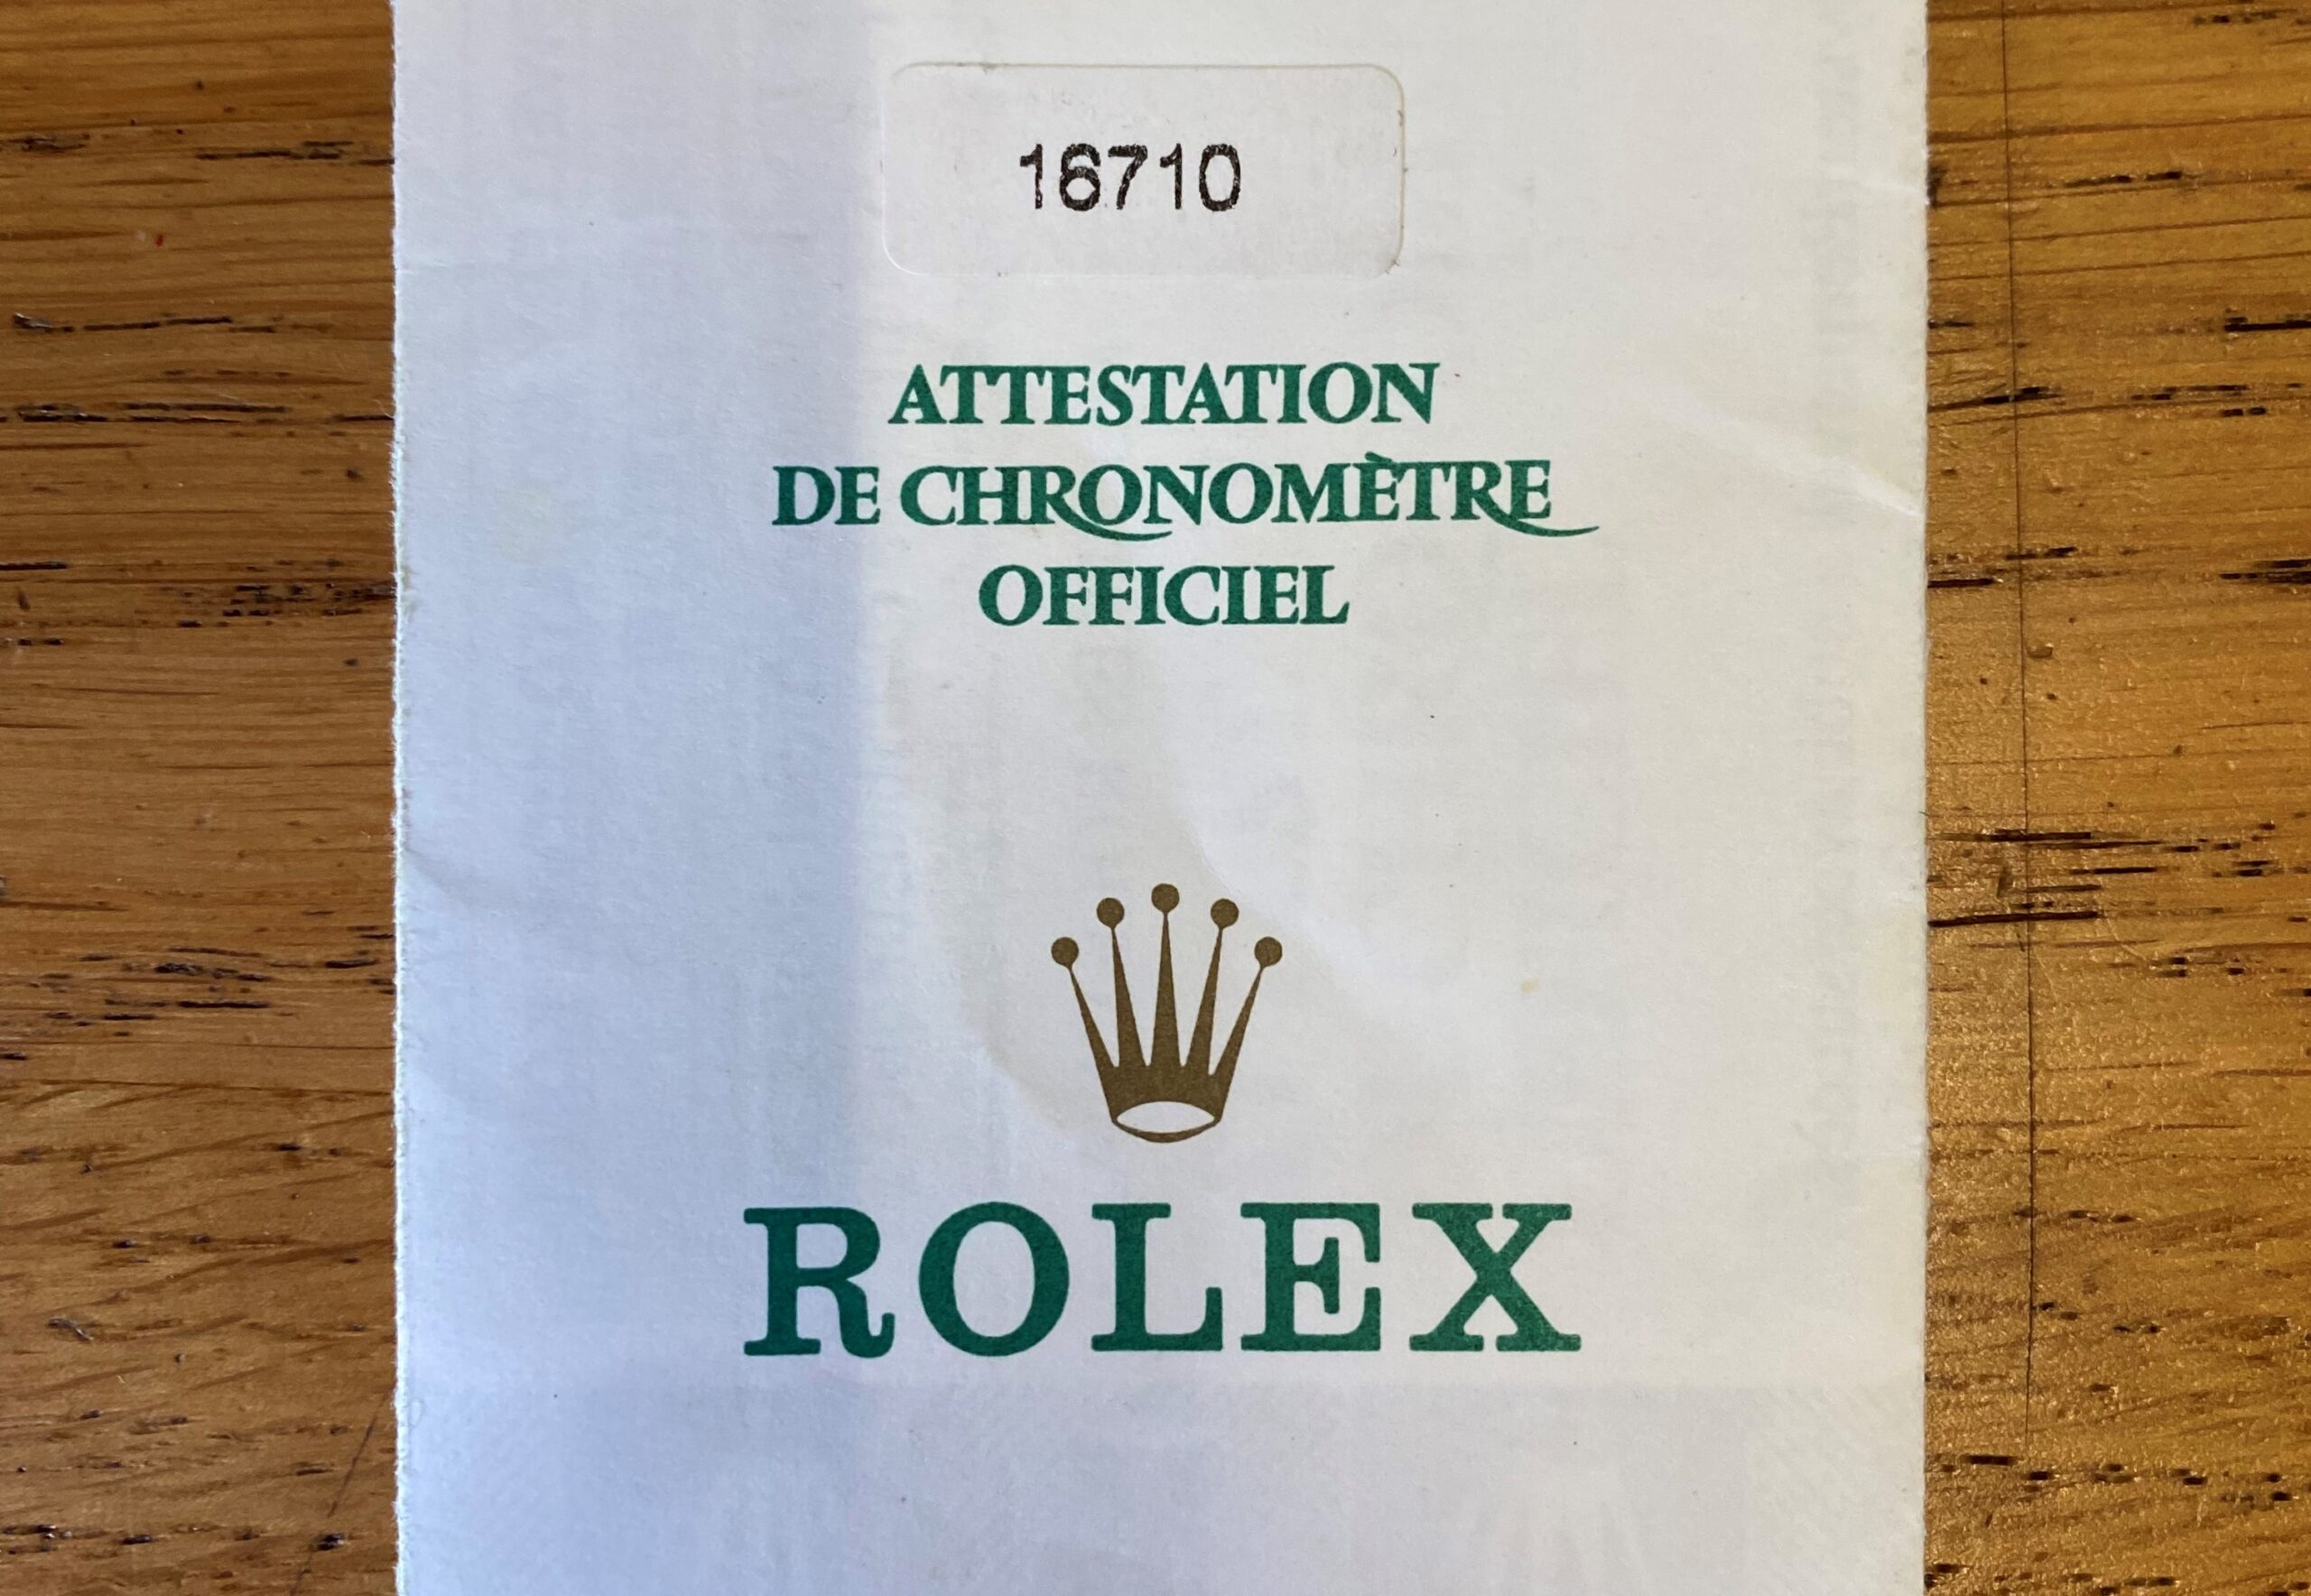 16710
ATTESTATION
DE CHRONOMÈTRE
OFFICIEL
ROLEX